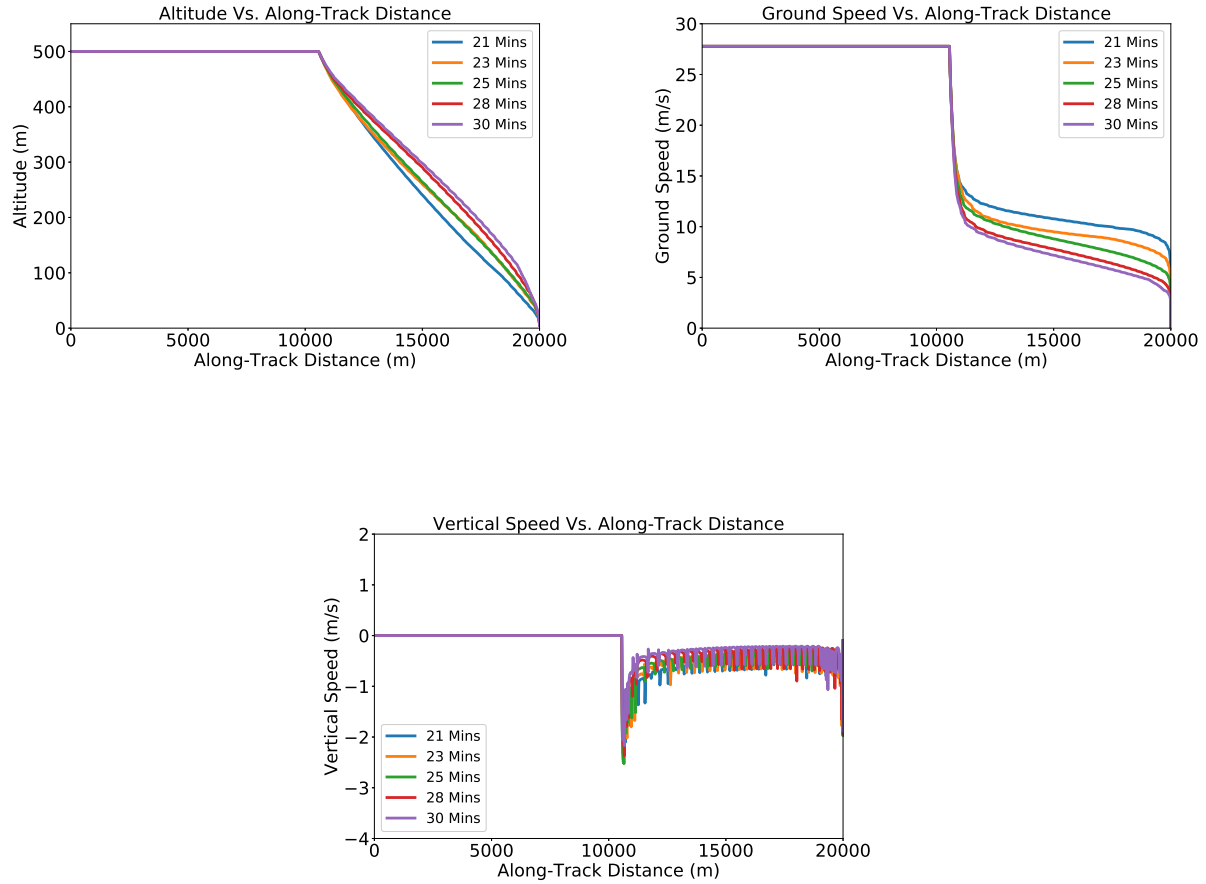 Altitude Vs. Along-Track Distance
500
400
300
200
100
0
Altitude (m)
21 Mins
23 Mins
25 Mins
28 Mins
30 Mins
0 5000 10000 15000 20000
Along-Track Distance (m)
Ground Speed Vs. Along-Track Distance
30
25
20
15
10
5
0
Ground Speed (m/s)
21 Mins
23 Mins
25 Mins
28 Mins
30 Mins
0 5000 10000 15000 20000
Along-Track Distance (m)
Vertical Speed Vs. Along-Track Distance
2
1
0
−1
−2
−3
−4
Vertical Speed (m/s)
21 Mins
23 Mins
25 Mins
28 Mins
30 Mins
0 5000 10000 15000 20000
Along-Track Distance (m)